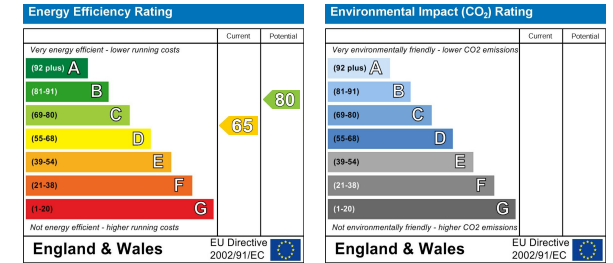 Energy Efficiency Rating
Current Potential
Very energy efficient - lower running costs
(92 plus) A
(81-91) B
(69-80) C
(55-68) D
(39-54) E
(21-38) F
(1-20) G
65
80
Not energy efficient - higher running costs
England & Wales
EU Directive
2002/91/EC
Environmental Impact (CO₂) Rating
Current Potential
Very environmentally friendly - lower CO2 emissions
(92 plus) A
(81-91) B
(69-80) C
(55-68) D
(39-54) E
(21-38) F
(1-20) G
Not environmentally friendly - higher CO2 emissions
England & Wales
EU Directive
2002/91/EC